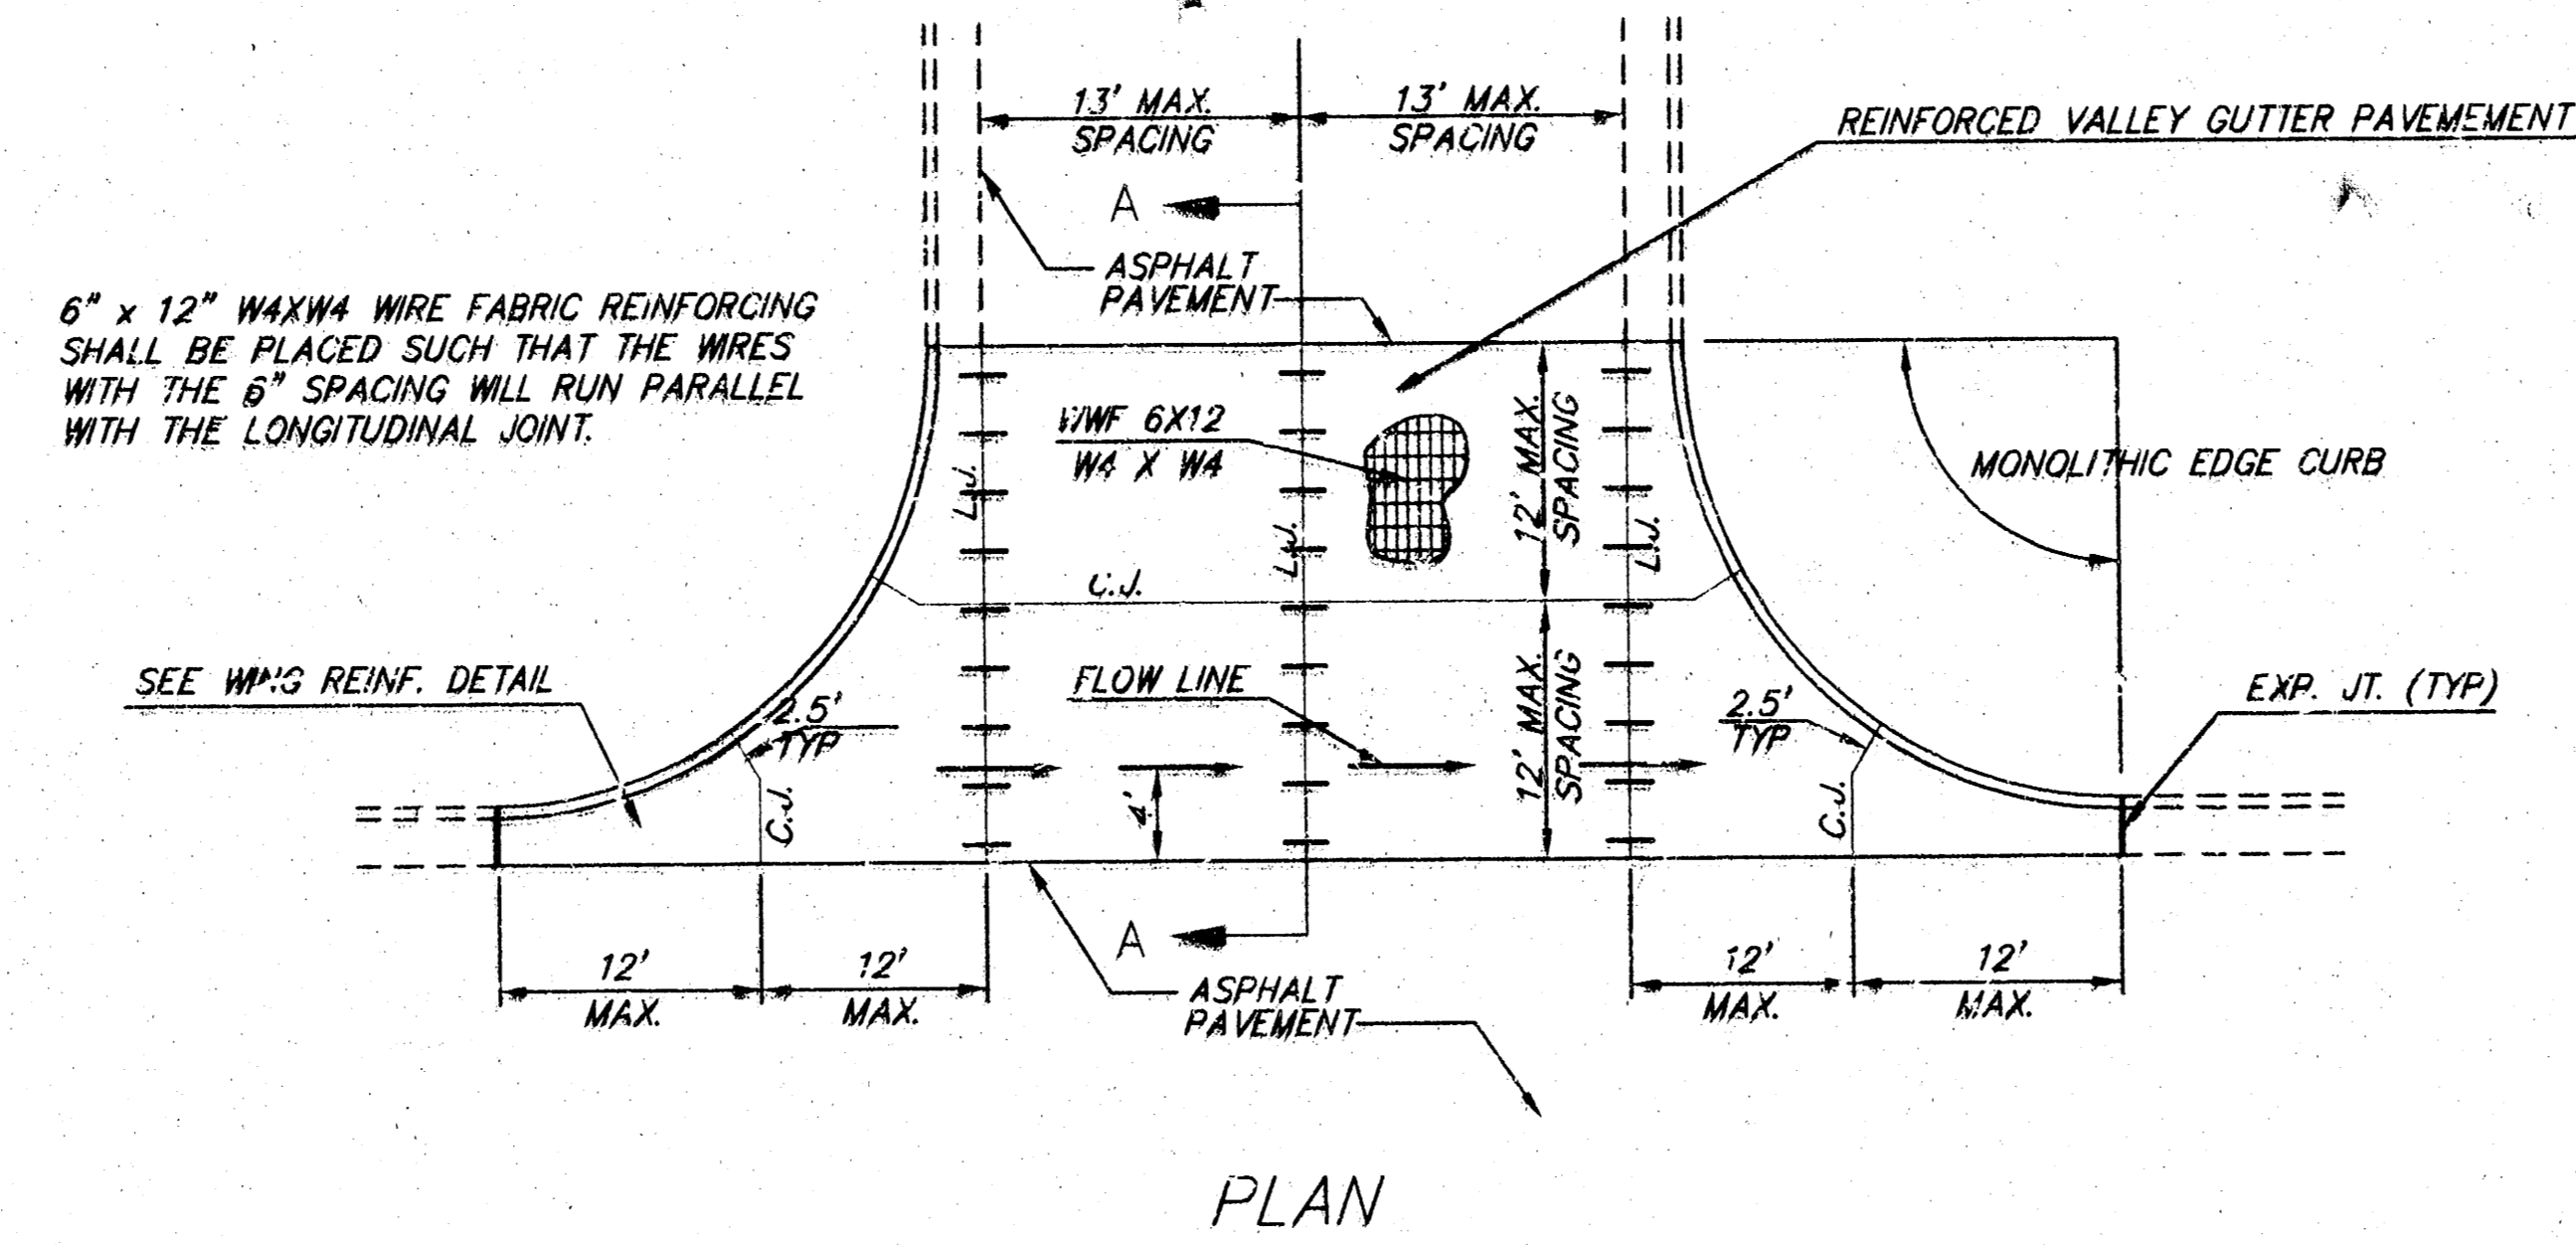 13' MAX.
SPACING
13' MAX.
SPACING
REINFORCED VALLEY GUTTER PAVEMEMENT
A
ASPHALT
PAVEMENT
6" x 12" W4XW4 WIRE FABRIC REINFORCING
SHALL BE PLACED SUCH THAT THE WIRES
WITH THE 6" SPACING WILL RUN PARALLEL
WITH THE LONGITUDINAL JOINT.
WWF 6X12
W4 X W4
12' MAX.
SPACING
MONOLITHIC EDGE CURB
L.J.
L.J.
L.J.
C.J.
SEE WING REINF. DETAIL
2.5'
TYP
FLOW LINE
12' MAX.
SPACING
2.5'
TYP
EXP. JT. (TYP)
C.J.
4'
C.J.
A
12'
MAX.
12'
MAX.
ASPHALT
PAVEMENT
12'
MAX.
12'
MAX.
PLAN